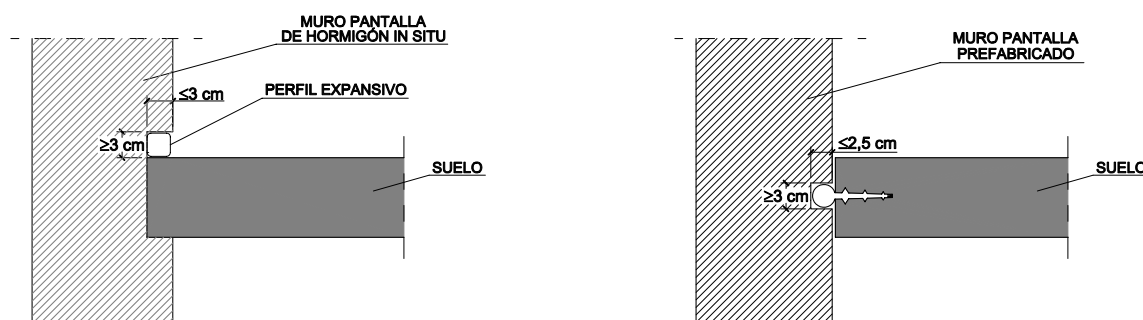 MURO PANTALLA
DE HORMIGÓN IN SITU
≤3 cm
PERFIL EXPANSIVO
≥3 cm
SUELO
MURO PANTALLA
PREFABRICADO
≤2,5 cm
≥3 cm
SUELO